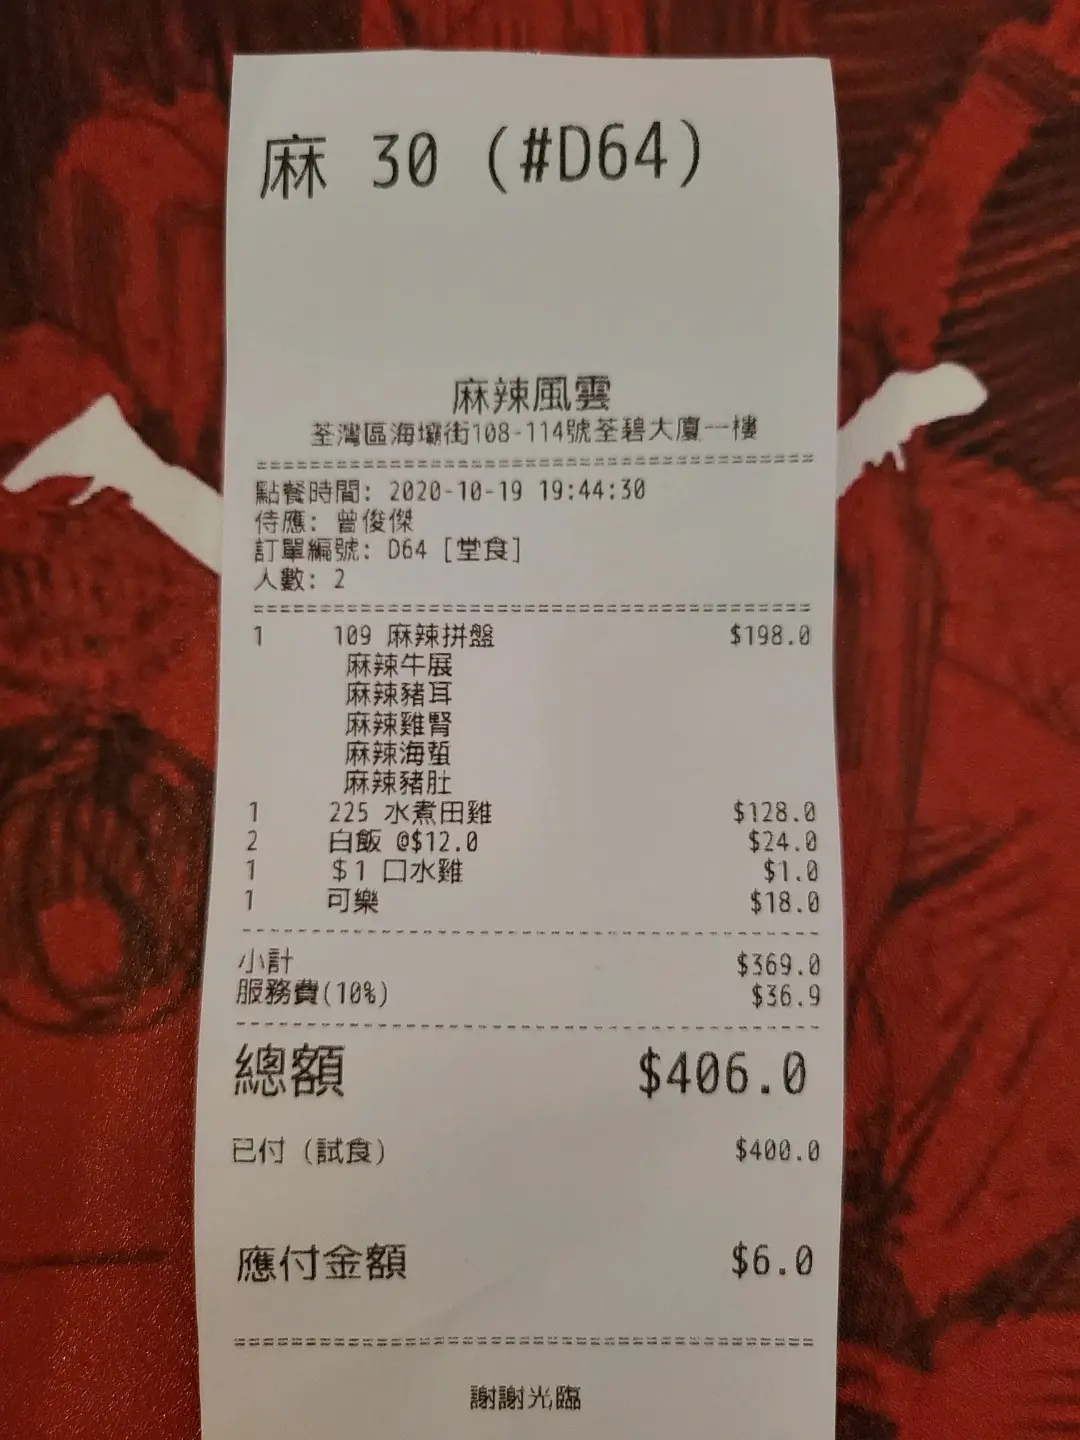 麻 30 (#D64)
麻辣風雲
荃灣區海壩街108-114號荃碧大廈一樓
點餐時間: 2020-10-19 19:44:30
侍應: 曾俊傑
訂單編號: D64 [堂食]
人數: 2
1 109 麻辣拼盤 $198.0
麻辣牛展
麻辣豬耳
麻辣雞腎
麻辣海蜇
麻辣豬肚
1 225 水煮田雞 $128.0
2 白飯 @$12.0 $24.0
1 $1 口水雞 $1.0
1 可樂 $18.0
小計 $369.0
服務費(10%) $36.9
總額 $406.0
已付 (試食) $400.0
應付金額 $6.0
謝謝光臨